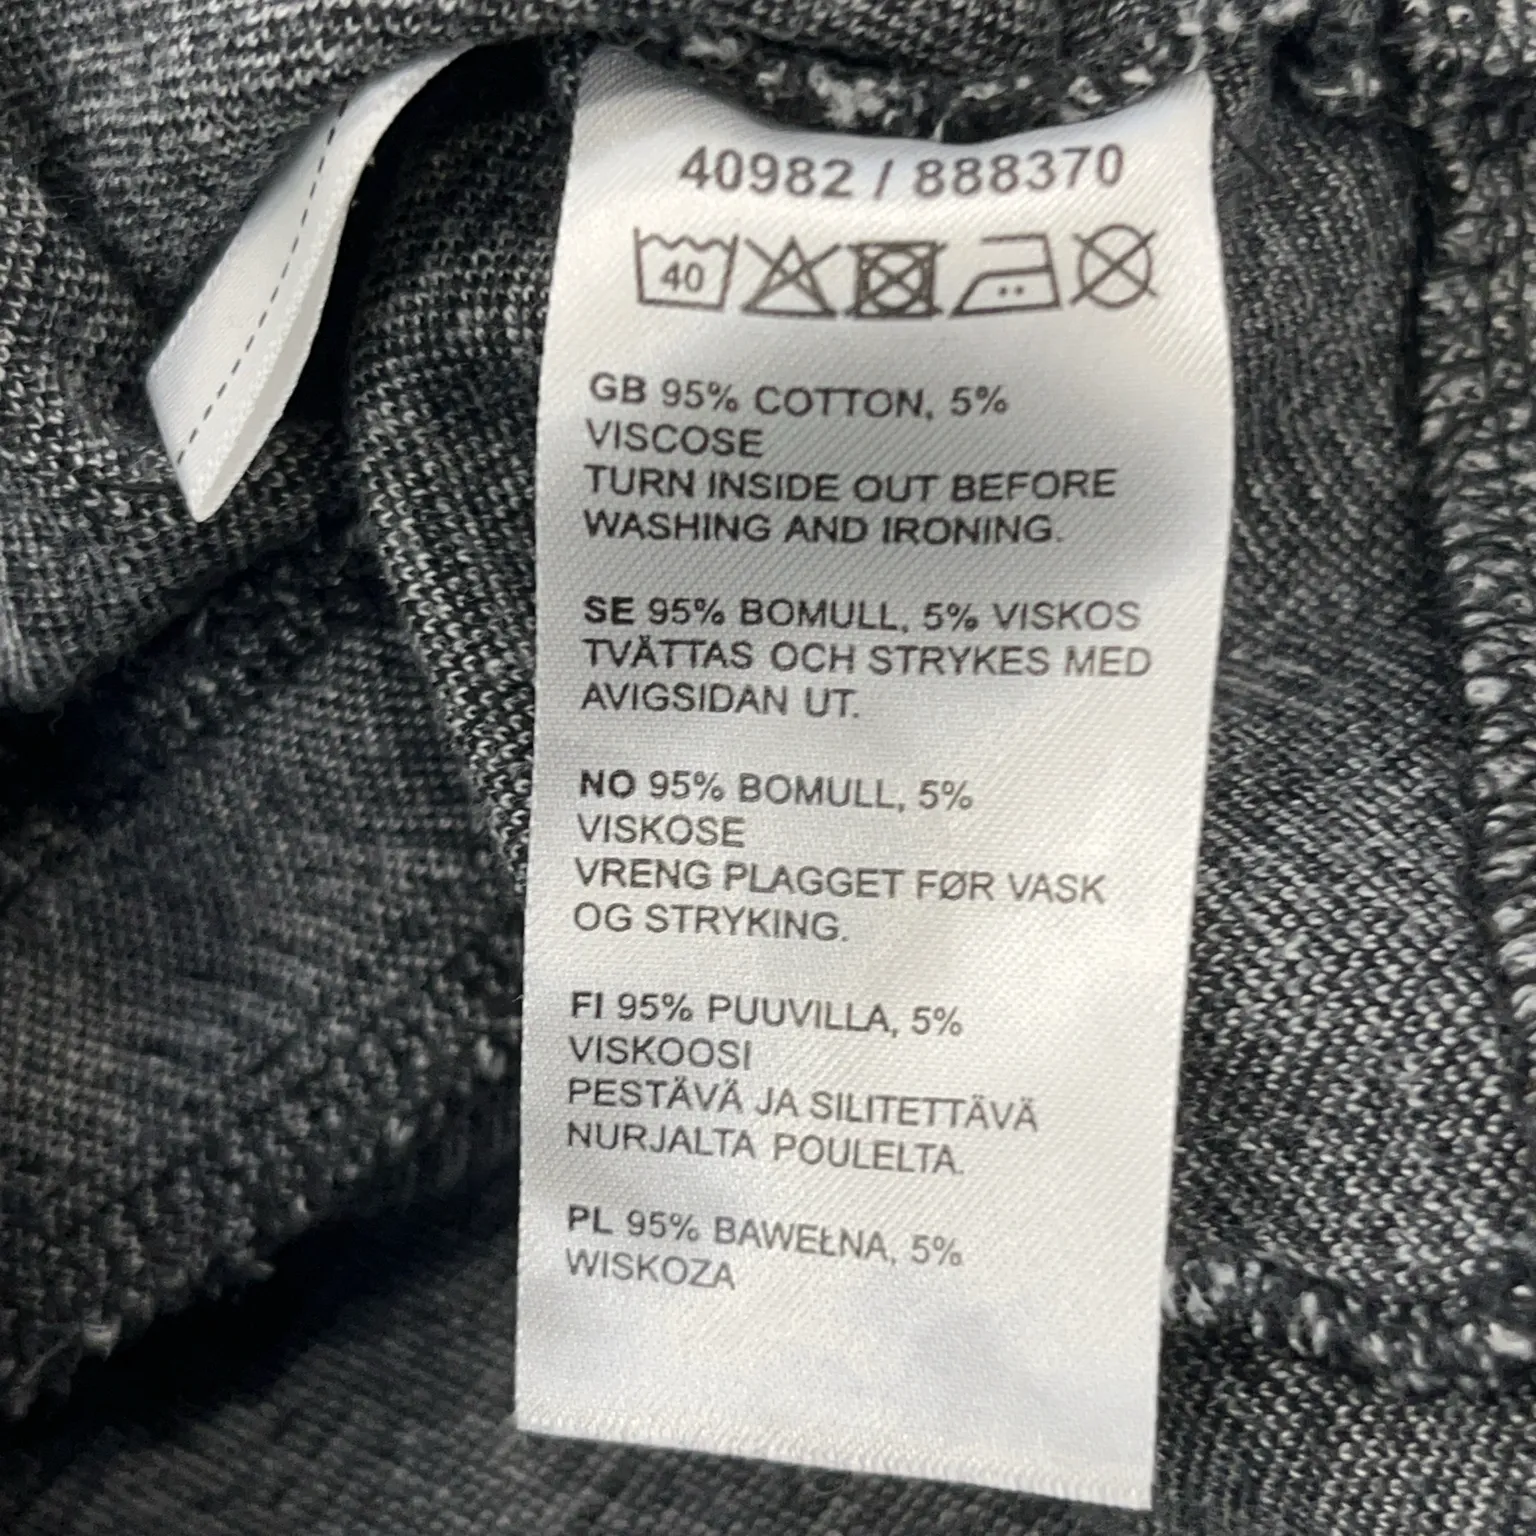 40982 / 888370
40
GB 95% COTTON, 5%
VISCOSE
TURN INSIDE OUT BEFORE
WASHING AND IRONING.
SE 95% BOMULL, 5% VISKOS
TVÄTTAS OCH STRYKES MED
AVIGSIDAN UT.
NO 95% BOMULL, 5%
VISKOSE
VRENG PLAGGET FØR VASK
OG STRYKING.
FI 95% PUUVILLA, 5%
VISKOOSI
PESTÄVÄ JA SILITETTÄVÄ
NURJALTA POULELTA.
PL 95% BAWEŁNA, 5%
WISKOZA